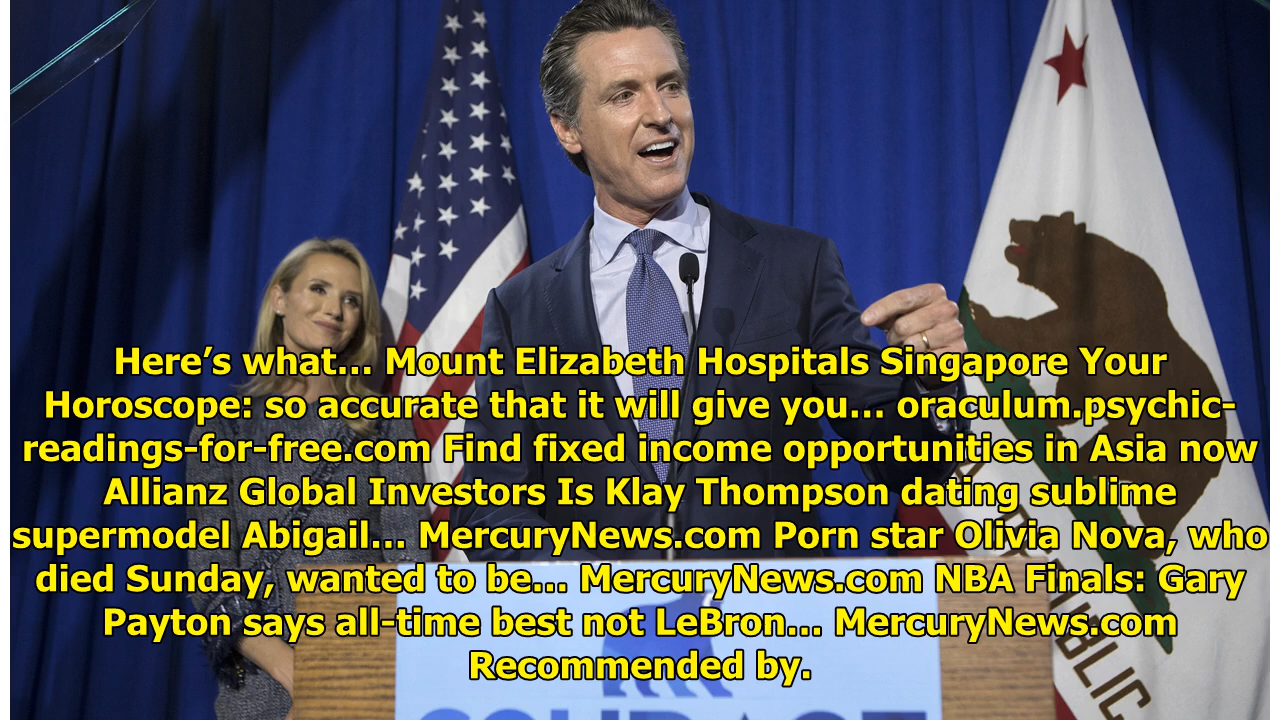 Here’s what... Mount Elizabeth Hospitals Singapore Your
Horoscope: so accurate that it will give you... oraculum.psychic-
readings-for-free.com Find fixed income opportunities in Asia now
Allianz Global Investors Is Klay Thompson dating sublime
supermodel Abigail... MercuryNews.com Porn star Olivia Nova, who
died Sunday, wanted to be... MercuryNews.com NBA Finals: Gary
Payton says all-time best not LeBron... MercuryNews.com
Recommended by.